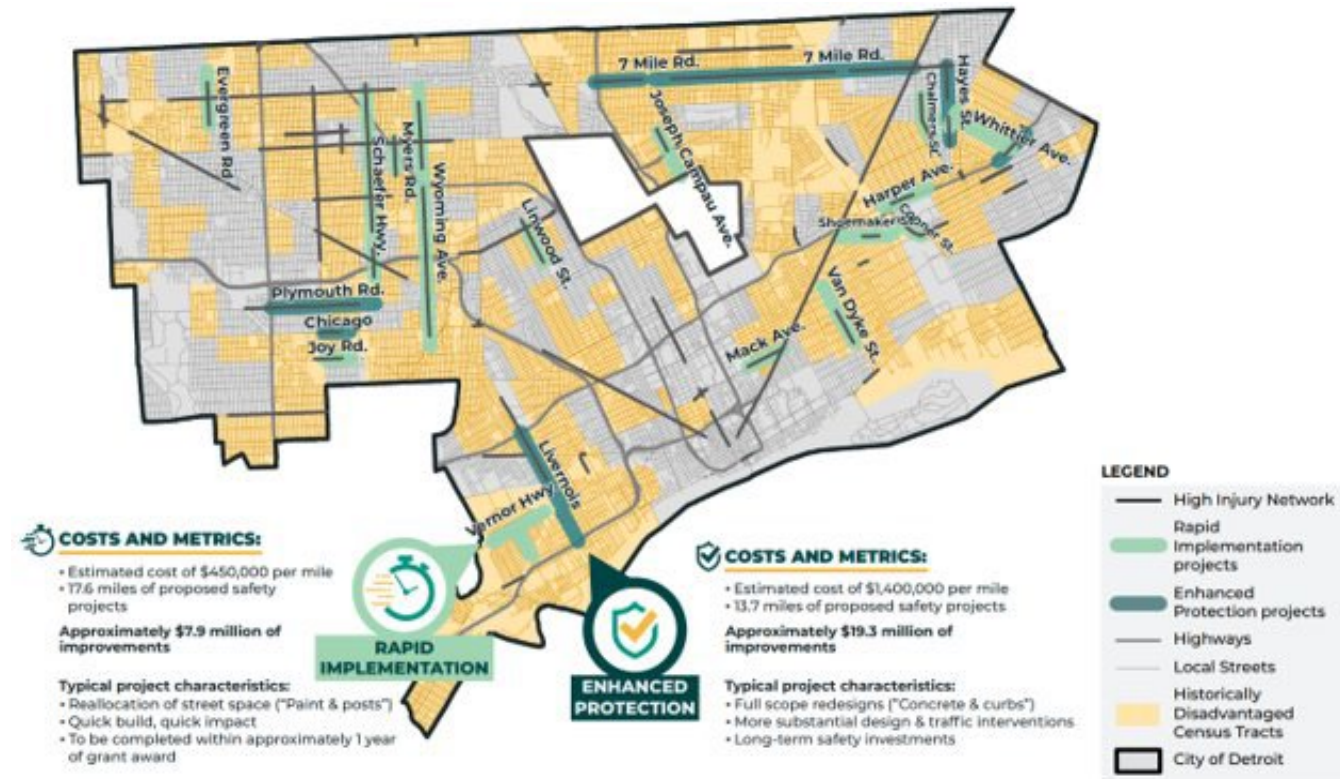 7 Mile Rd.
7 Mile Rd.
Evergreen Rd
Schaefer Hwy.
Myers Rd.
Wyoming Ave.
Joseph Campau Ave.
Hayes St.
Chalmers St.
Whittier Ave.
Harper Ave.
Shoemaker
Conner St.
Linwood St.
Van Dyke St.
Mack Ave.
Plymouth Rd.
Chicago
Joy Rd.
Livernois
Vernor Hwy
COSTS AND METRICS:
• Estimated cost of $450,000 per mile
• 17.6 miles of proposed safety
projects
Approximately $7.9 million of
improvements
Typical project characteristics:
• Reallocation of street space ("Paint & posts")
• Quick build, quick impact
• To be completed within approximately 1 year
of grant award
RAPID
IMPLEMENTATION
ENHANCED
PROTECTION
COSTS AND METRICS:
• Estimated cost of $1,400,000 per mile
• 13.7 miles of proposed safety projects
Approximately $19.3 million of
improvements
Typical project characteristics:
• Full scope redesigns ("Concrete & curbs")
• More substantial design & traffic interventions
• Long-term safety investments
LEGEND
High Injury Network
Rapid
Implementation
projects
Enhanced
Protection projects
Highways
Local Streets
Historically
Disadvantaged
Census Tracts
City of Detroit